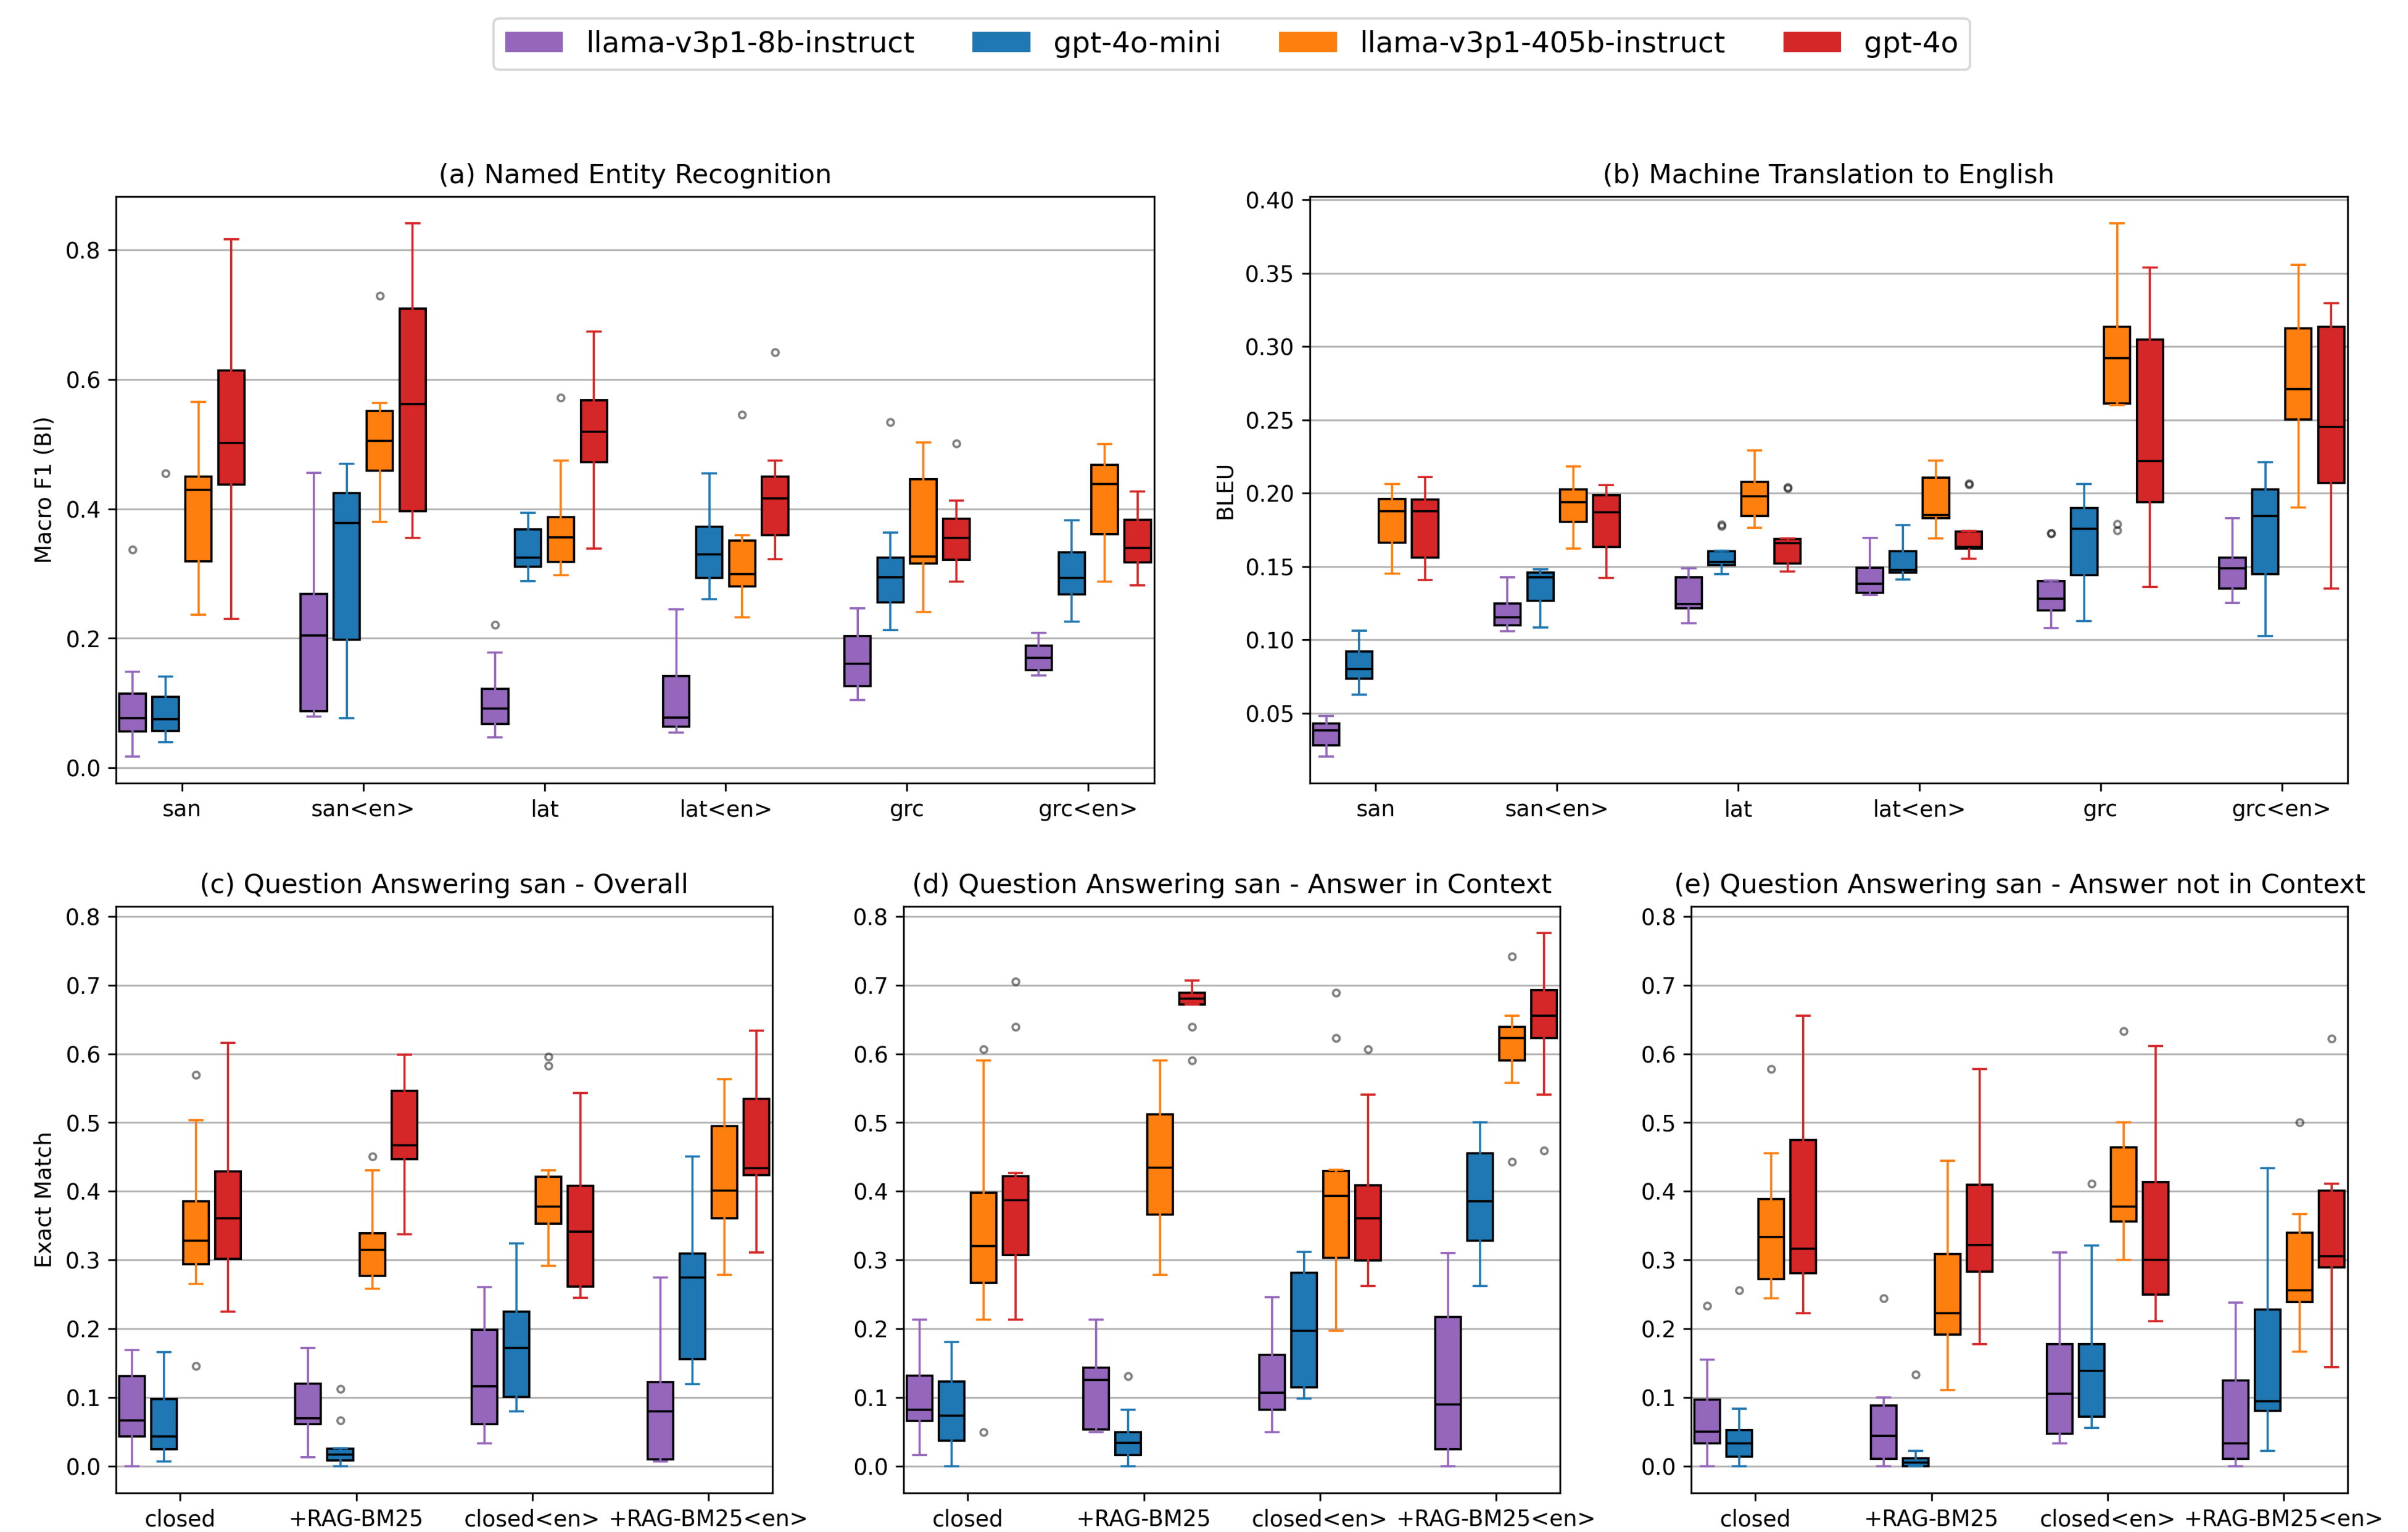 llama-v3p1-8b-instruct gpt-4o-mini llama-v3p1-405b-instruct gpt-4o
(a) Named Entity Recognition
Macro F1 (BI)
0.8
0.6
0.4
0.2
0.0
san san<en> lat lat<en> grc grc<en>
(b) Machine Translation to English
BLEU
0.40
0.35
0.30
0.25
0.20
0.15
0.10
0.05
san san<en> lat lat<en> grc grc<en>
(c) Question Answering san - Overall
Exact Match
0.8
0.7
0.6
0.5
0.4
0.3
0.2
0.1
0.0
closed +RAG-BM25 closed<en> +RAG-BM25<en>
(d) Question Answering san - Answer in Context
0.8
0.7
0.6
0.5
0.4
0.3
0.2
0.1
0.0
closed +RAG-BM25 closed<en> +RAG-BM25<en>
(e) Question Answering san - Answer not in Context
0.8
0.7
0.6
0.5
0.4
0.3
0.2
0.1
0.0
closed +RAG-BM25 closed<en> +RAG-BM25<en>